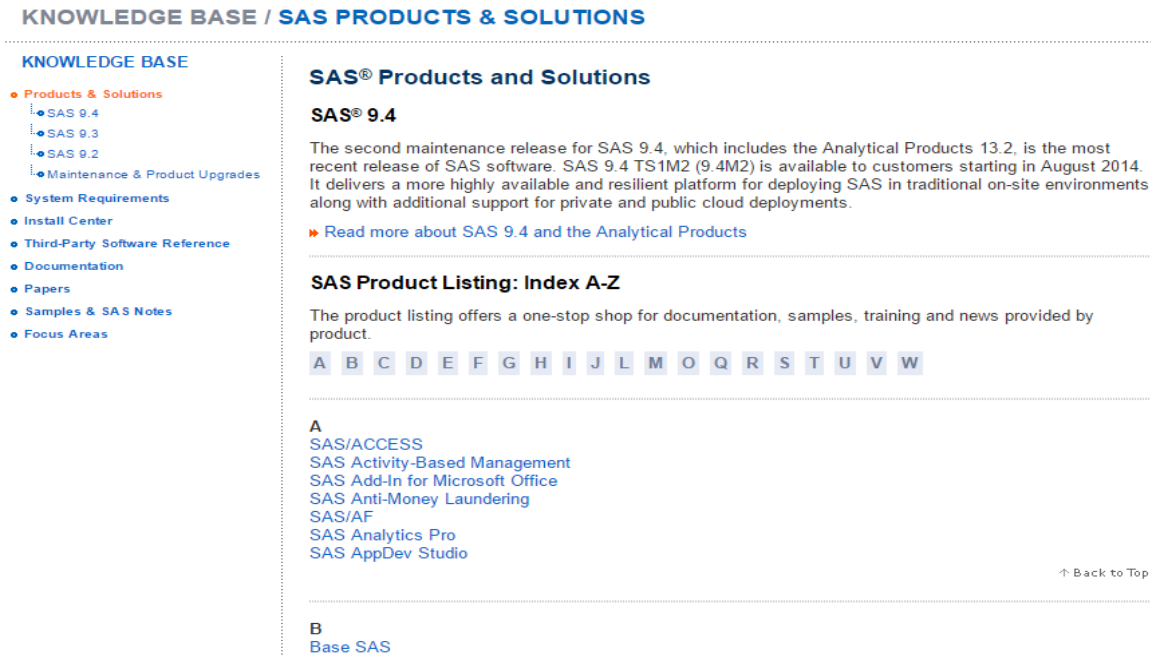 KNOWLEDGE BASE / SAS PRODUCTS & SOLUTIONS
KNOWLEDGE BASE
Products & Solutions
SAS 9.4
SAS 9.3
SAS 9.2
Maintenance & Product Upgrades
System Requirements
Install Center
Third-Party Software Reference
Documentation
Papers
Samples & SAS Notes
Focus Areas
SAS® Products and Solutions
SAS® 9.4
The second maintenance release for SAS 9.4, which includes the Analytical Products 13.2, is the most
recent release of SAS software. SAS 9.4 TS1M2 (9.4M2) is available to customers starting in August 2014.
It delivers a more highly available and resilient platform for deploying SAS in traditional on-site environments
along with additional support for private and public cloud deployments.
Read more about SAS 9.4 and the Analytical Products
SAS Product Listing: Index A-Z
The product listing offers a one-stop shop for documentation, samples, training and news provided by
product.
A B C D E F G H I J L M O Q R S T U V W
A
SAS/ACCESS
SAS Activity-Based Management
SAS Add-In for Microsoft Office
SAS Anti-Money Laundering
SAS/AF
SAS Analytics Pro
SAS AppDev Studio
↑ Back to Top
B
Base SAS